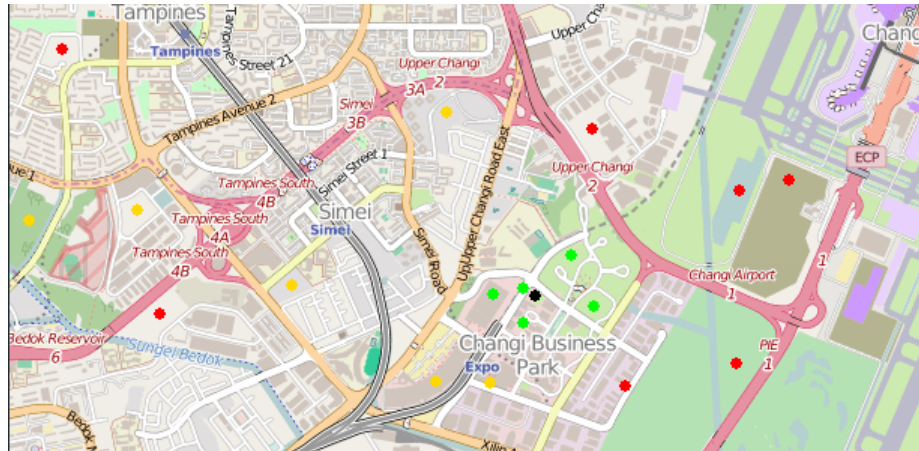 Tampines
Tampines
Tampines Street 21
Upper Changi
2
3A
Simei
3B
Tampines Avenue 2
Simei Street 1
Tampines South
4B
Tampines South
4A
Tampines South
4B
Simei
Simei
Simei Road
Upper Changi Road East
Upper Changi
2
ECP
Changi Airport
1
1
PIE
1
Bedok Reservoir
6
Sungei Bedok
Changi Business
Park
Expo